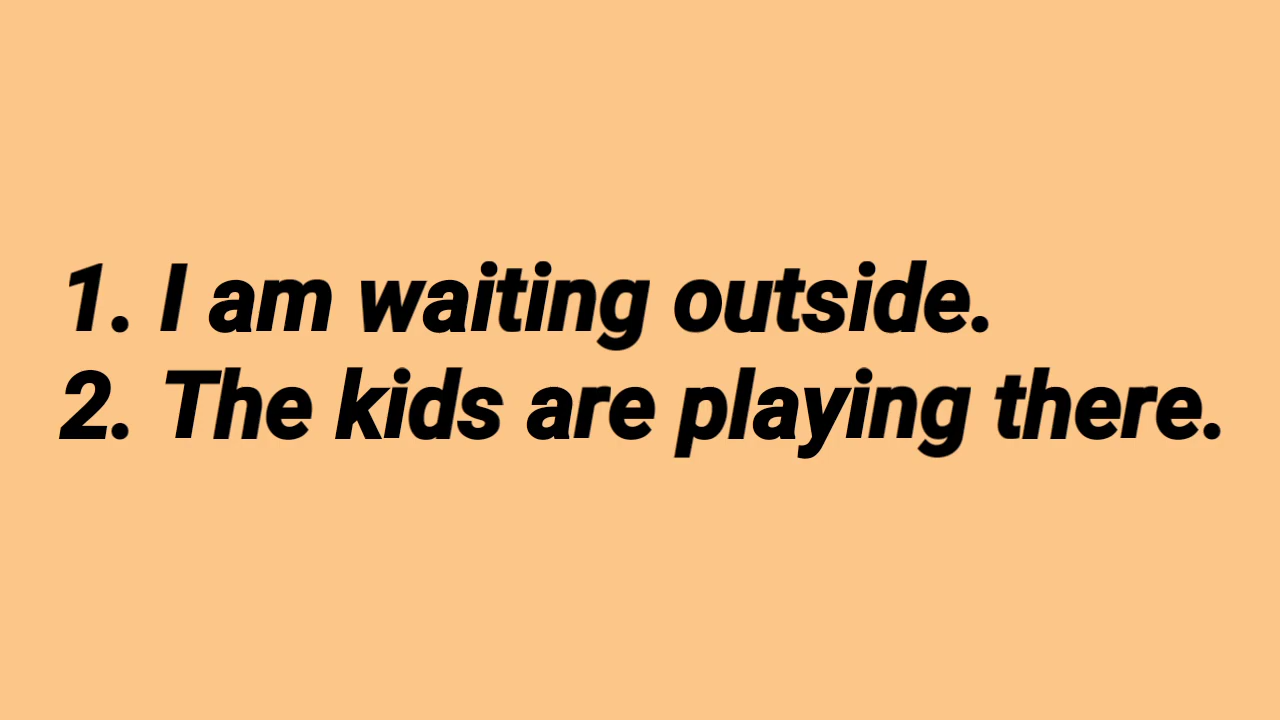 1. I am waiting outside.
2. The kids are playing there.